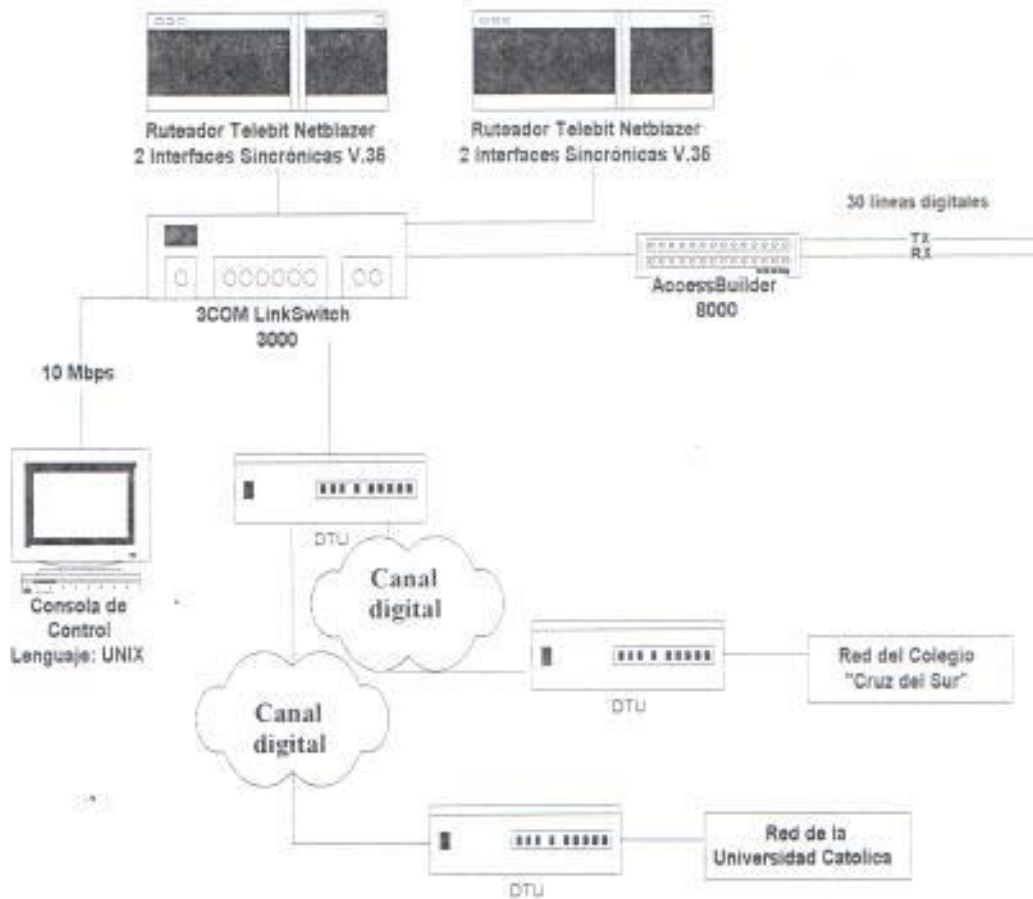 Ruteador Telebit Netblazer
2 Interfaces Sincrónicas V.36
Ruteador Telebit Netblazer
2 Interfaces Sincrónicas V.36
30 lineas digitales
TX
RX
AccessBuilder
8000
3COM LinkSwitch
3000
10 Mbps
DTU
Canal
digital
Consola de
Control
Lenguaje: UNIX
Red del Colegio
"Cruz del Sur"
DTU
Canal
digital
Red de la
Universidad Catolica
DTU